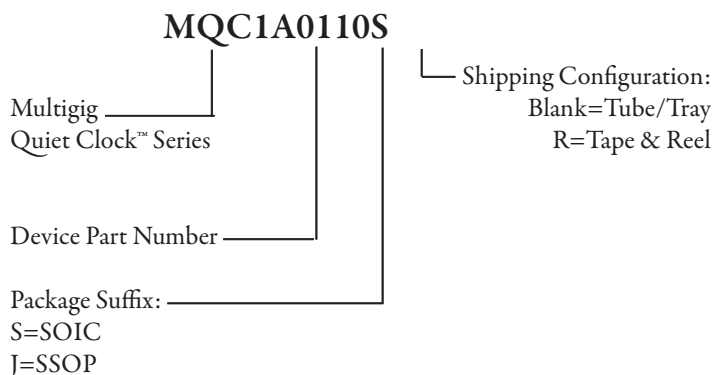 MQC1A0110S
Shipping Configuration:
Blank=Tube/Tray
R=Tape & Reel
Multigig
Quiet Clock™ Series
Device Part Number
Package Suffix:
S=SOIC
J=SSOP